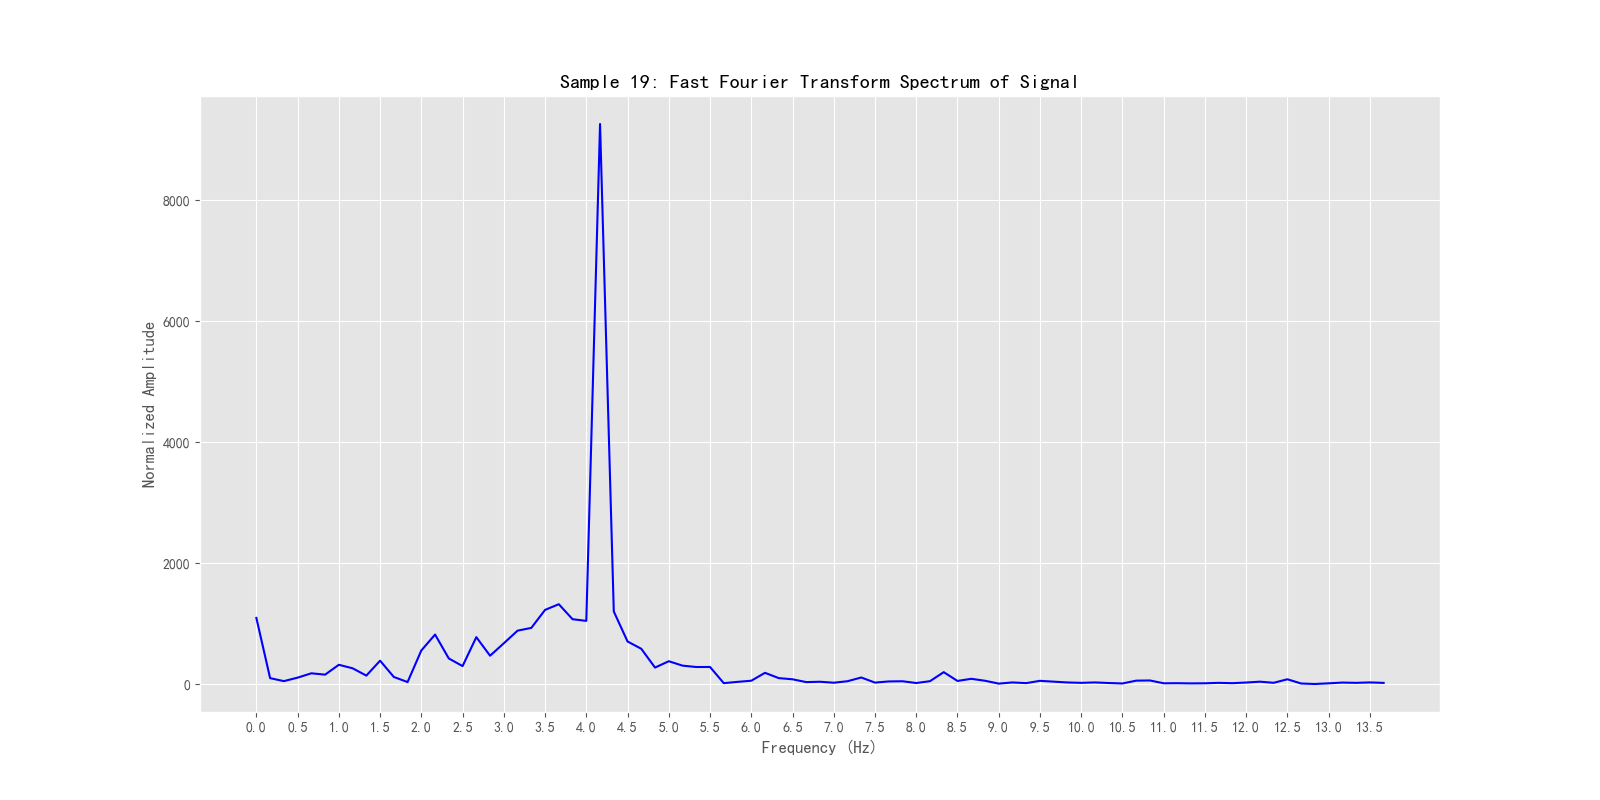 Sample 19: Fast Fourier Transform Spectrum of Signal
Normalized Amplitude
8000
6000
4000
2000
0
0.0 0.5 1.0 1.5 2.0 2.5 3.0 3.5 4.0 4.5 5.0 5.5 6.0 6.5 7.0 7.5 8.0 8.5 9.0 9.5 10.0 10.5 11.0 11.5 12.0 12.5 13.0 13.5
Frequency (Hz)